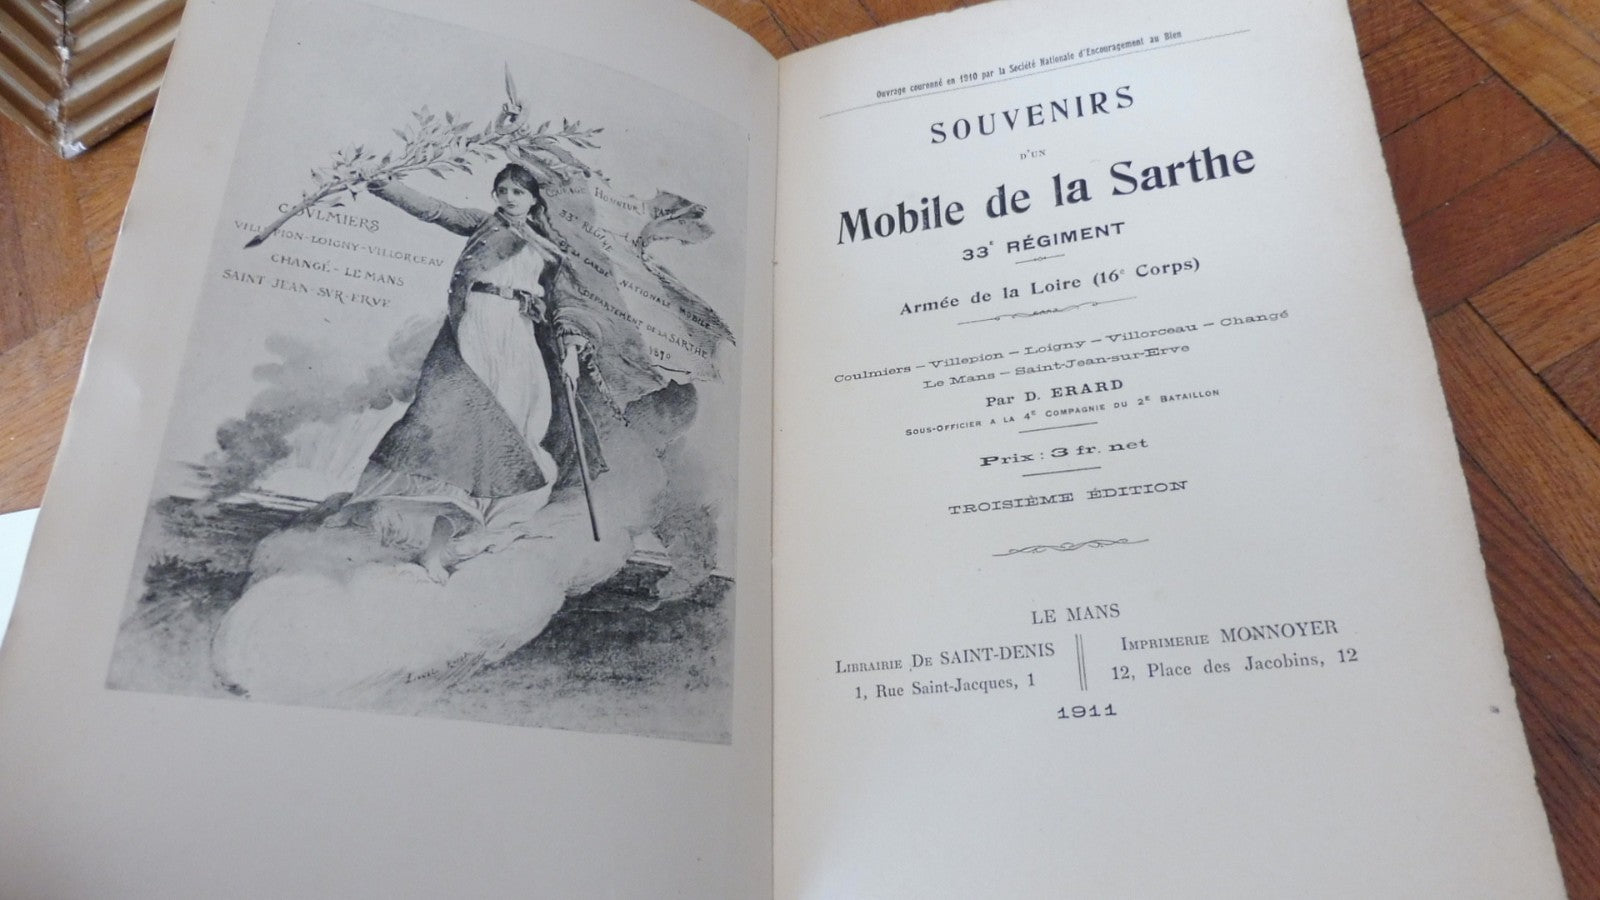 COULMIERS
VILLEPION-LOIGNY-VILLORCEAU
CHANGÉ - LE MANS
SAINT JEAN-SUR-ERVE
COURAGE HONNEUR!
33e RÉGIME
DE LA GARDE NATIONALE MOBILE
DÉPARTEMENT DE LA SARTHE
1870
Ouvrage couronné en 1910 par la Société Nationale d'Encouragement au Bien
SOUVENIRS
D'UN
Mobile de la Sarthe
33e RÉGIMENT
Armée de la Loire (16e Corps)
Coulmiers – Villepion – Loigny – Villorceau – Changé
Le Mans – Saint-Jean-sur-Erve
Par D. ERARD
SOUS-OFFICIER A LA 4E COMPAGNIE DU 2E BATAILLON
Prix : 3 fr. net
TROISIÈME ÉDITION
LE MANS
LIBRAIRIE DE SAINT-DENIS
1, Rue Saint-Jacques, 1
IMPRIMERIE MONNOYER
12, Place des Jacobins, 12
1911